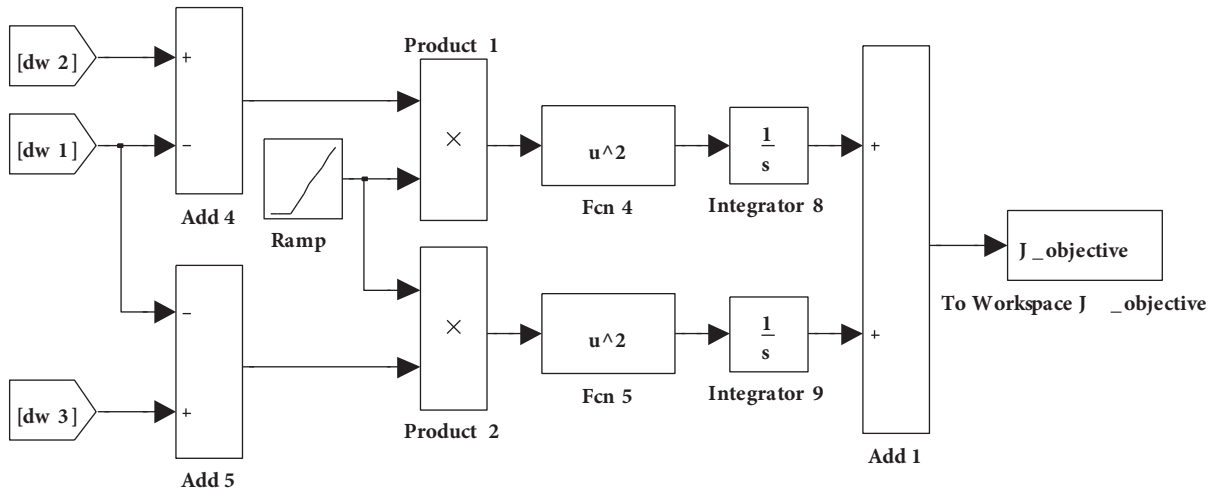 [dw 2]
+
[dw 1]
−
Add 4
Product 1
×
Ramp
u^2
Fcn 4
1
s
Integrator 8
−
[dw 3]
+
Add 5
×
Product 2
u^2
Fcn 5
1
s
Integrator 9
+
+
Add 1
J _objective
To Workspace J _objective